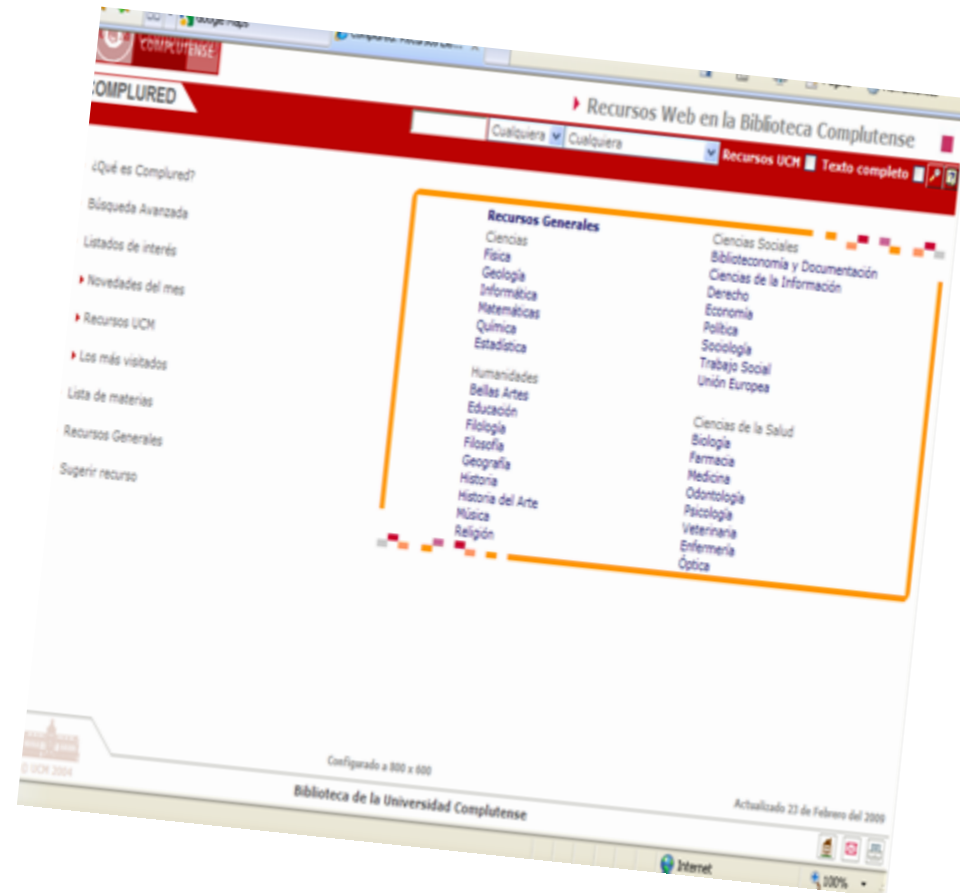 Google Maps
COMPLUTENSE
COMPLURED
Recursos Web en la Biblioteca Complutense
Cualquiera Cualquiera Recursos UCM Texto completo
¿Qué es Complured?
Búsqueda Avanzada
Listados de interés
Novedades del mes
Recursos UCM
Los más visitados
Lista de materias
Recursos Generales
Sugerir recurso
Recursos Generales
Ciencias
Física
Geología
Informática
Matemáticas
Química
Estadística
Humanidades
Bellas Artes
Educación
Filología
Filosofía
Geografía
Historia
Historia del Arte
Música
Religión
Ciencias Sociales
Biblioteconomía y Documentación
Ciencias de la Información
Derecho
Economía
Política
Sociología
Trabajo Social
Unión Europea
Ciencias de la Salud
Biología
Farmacia
Medicina
Odontología
Psicología
Veterinaria
Enfermería
Óptica
UCM 2004
Configurado a 800 x 600
Biblioteca de la Universidad Complutense
Actualizado 23 de Febrero del 2009
Internet
100%